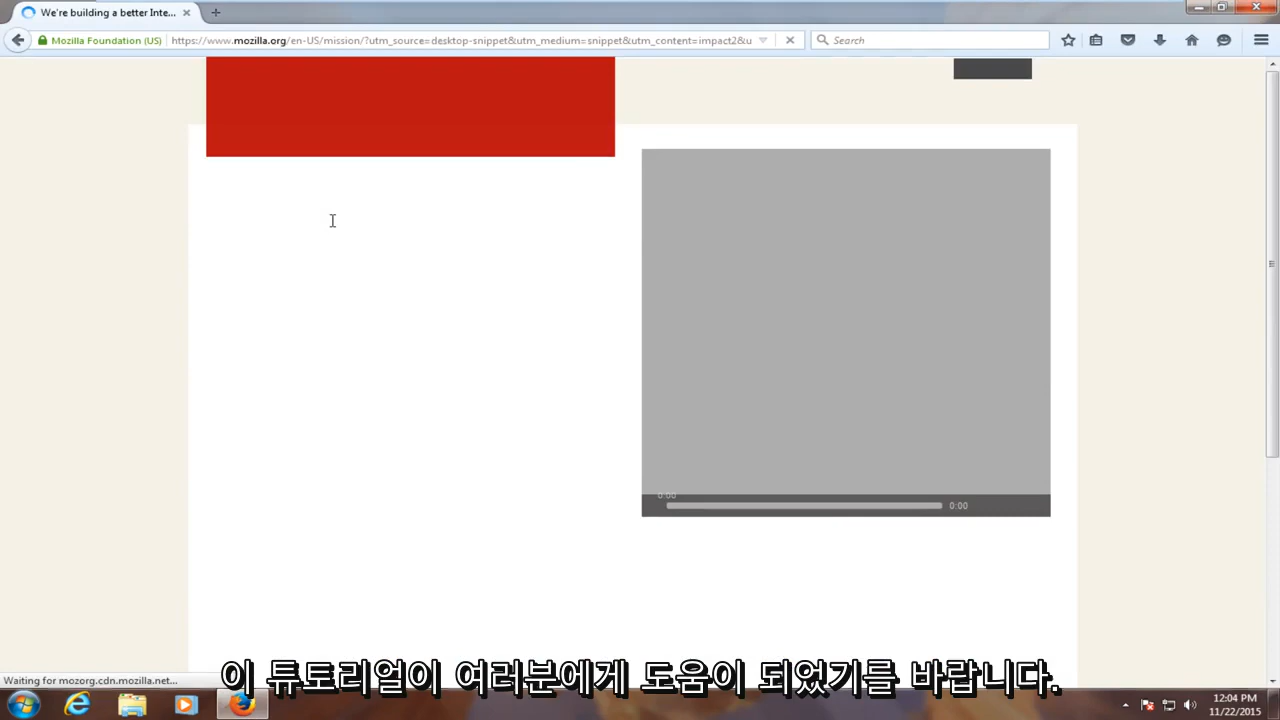 We're building a better Inte...
Mozilla Foundation (US)
https://www.mozilla.org/en-US/mission/?utm_source=desktop-snippet&utm_medium=snippet&utm_content=impact2&u
Search
0:00
0:00
이 튜토리얼이 여러분에게 도움이 되었기를 바랍니다.
Waiting for mozorg.cdn.mozilla.net...
12:04 PM
11/22/2015